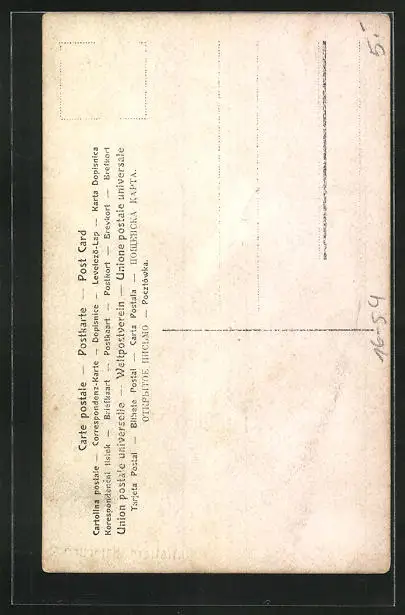 Carte postale — Postkarte — Post Card
Cartolina postale — Correspondenz-Karte — Dopisnice — Levelező-Lap — Karta Dopisnica
Korespondenční lístek — Briefkaart — Postkaart — Postkort — Brevkort — Brefkort
Union postale universelle — Weltpostverein — Unione postale universale
Tarjeta Postal — Bilhete Postal — Carta Postala — ПОЩЕНСКА КАРТА.
ОТКРЫТОЕ ПИСЬМО — Pocztówka.
16-54
5.-